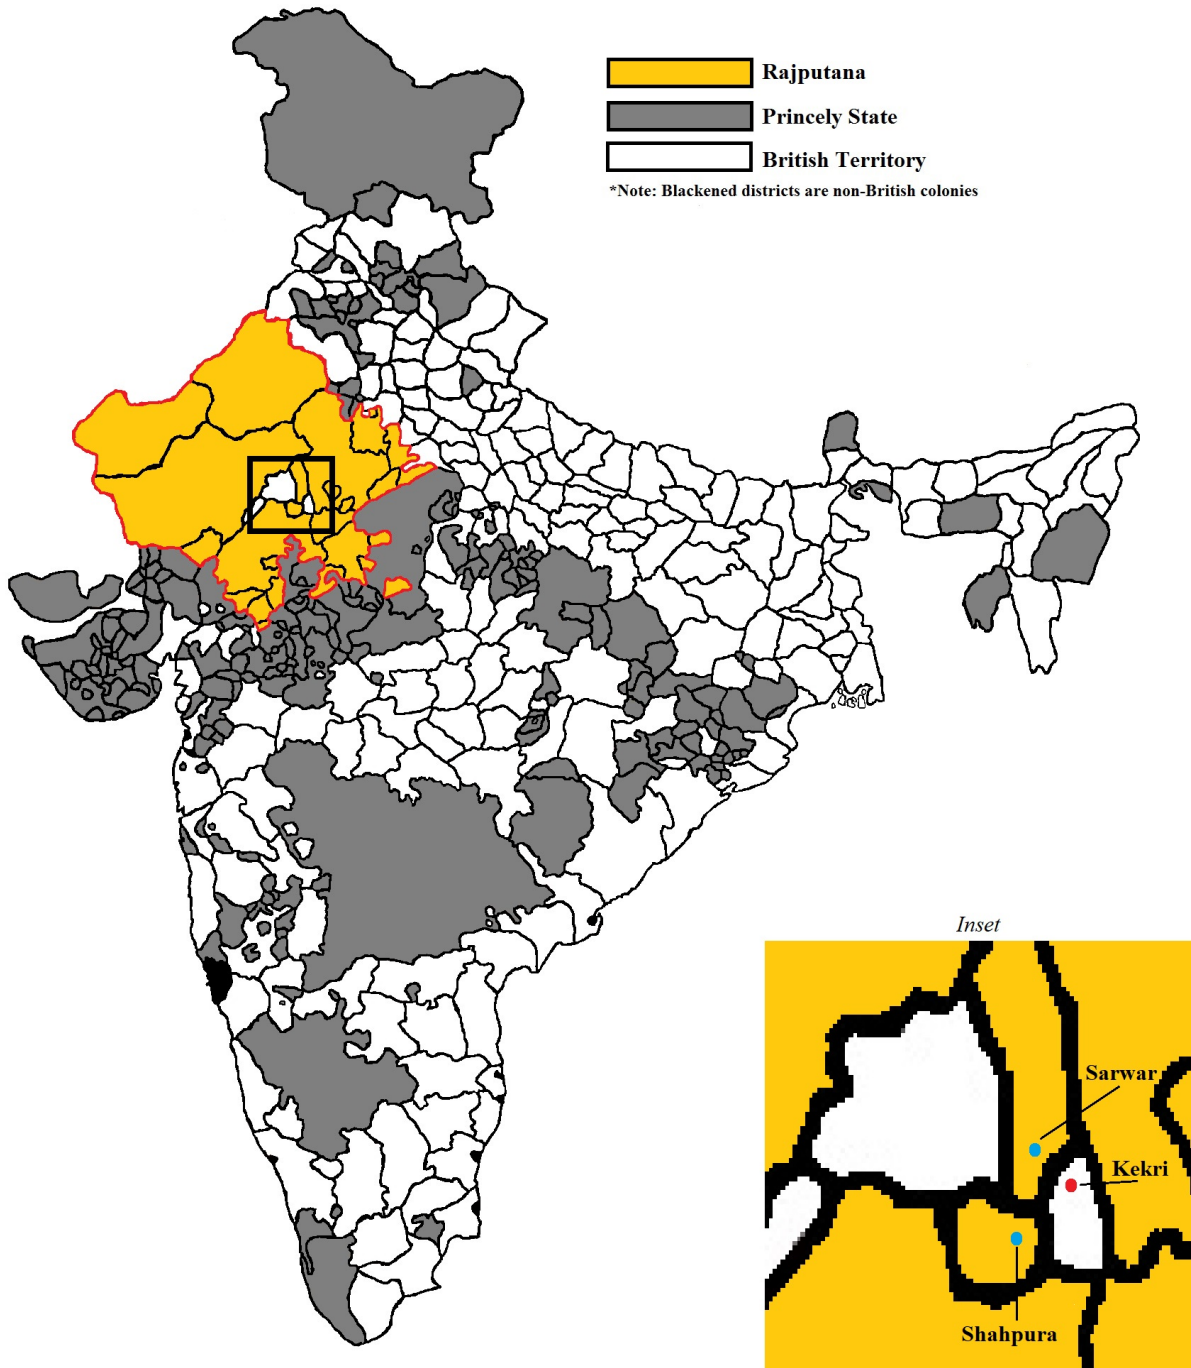 Rajputana
Princely State
British Territory
*Note: Blackened districts are non-British colonies
Inset
Sarwar
Kekri
Shahpura